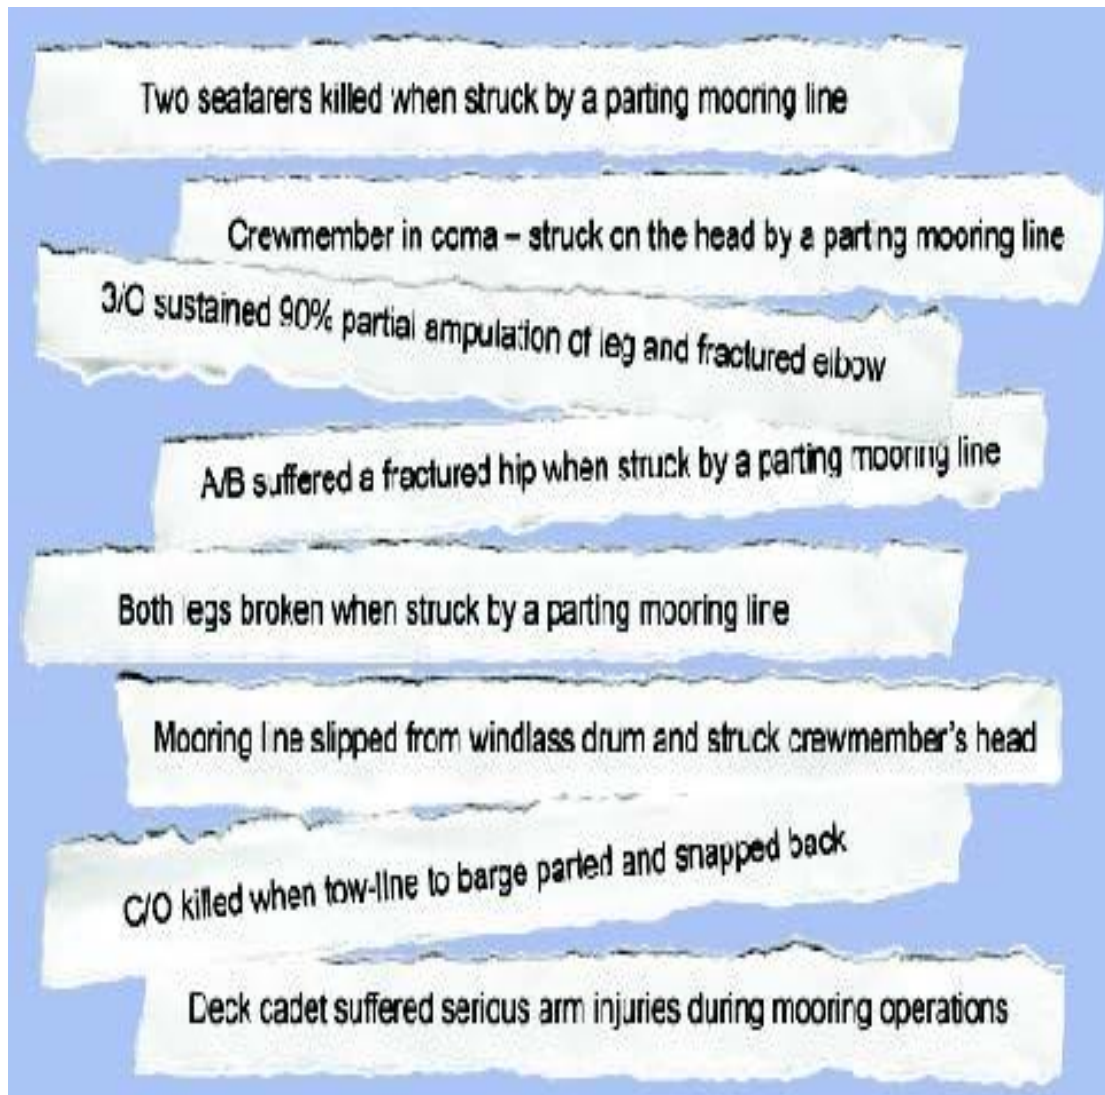 Two seafarers killed when struck by a parting mooring line
Crewmember in coma – struck on the head by a parting mooring line
3/O sustained 90% partial amputation of leg and fractured elbow
A/B suffered a fractured hip when struck by a parting mooring line
Both legs broken when struck by a parting mooring line
Mooring line slipped from windlass drum and struck crewmember's head
C/O killed when tow-line to barge parted and snapped back
Deck cadet suffered serious arm injuries during mooring operations